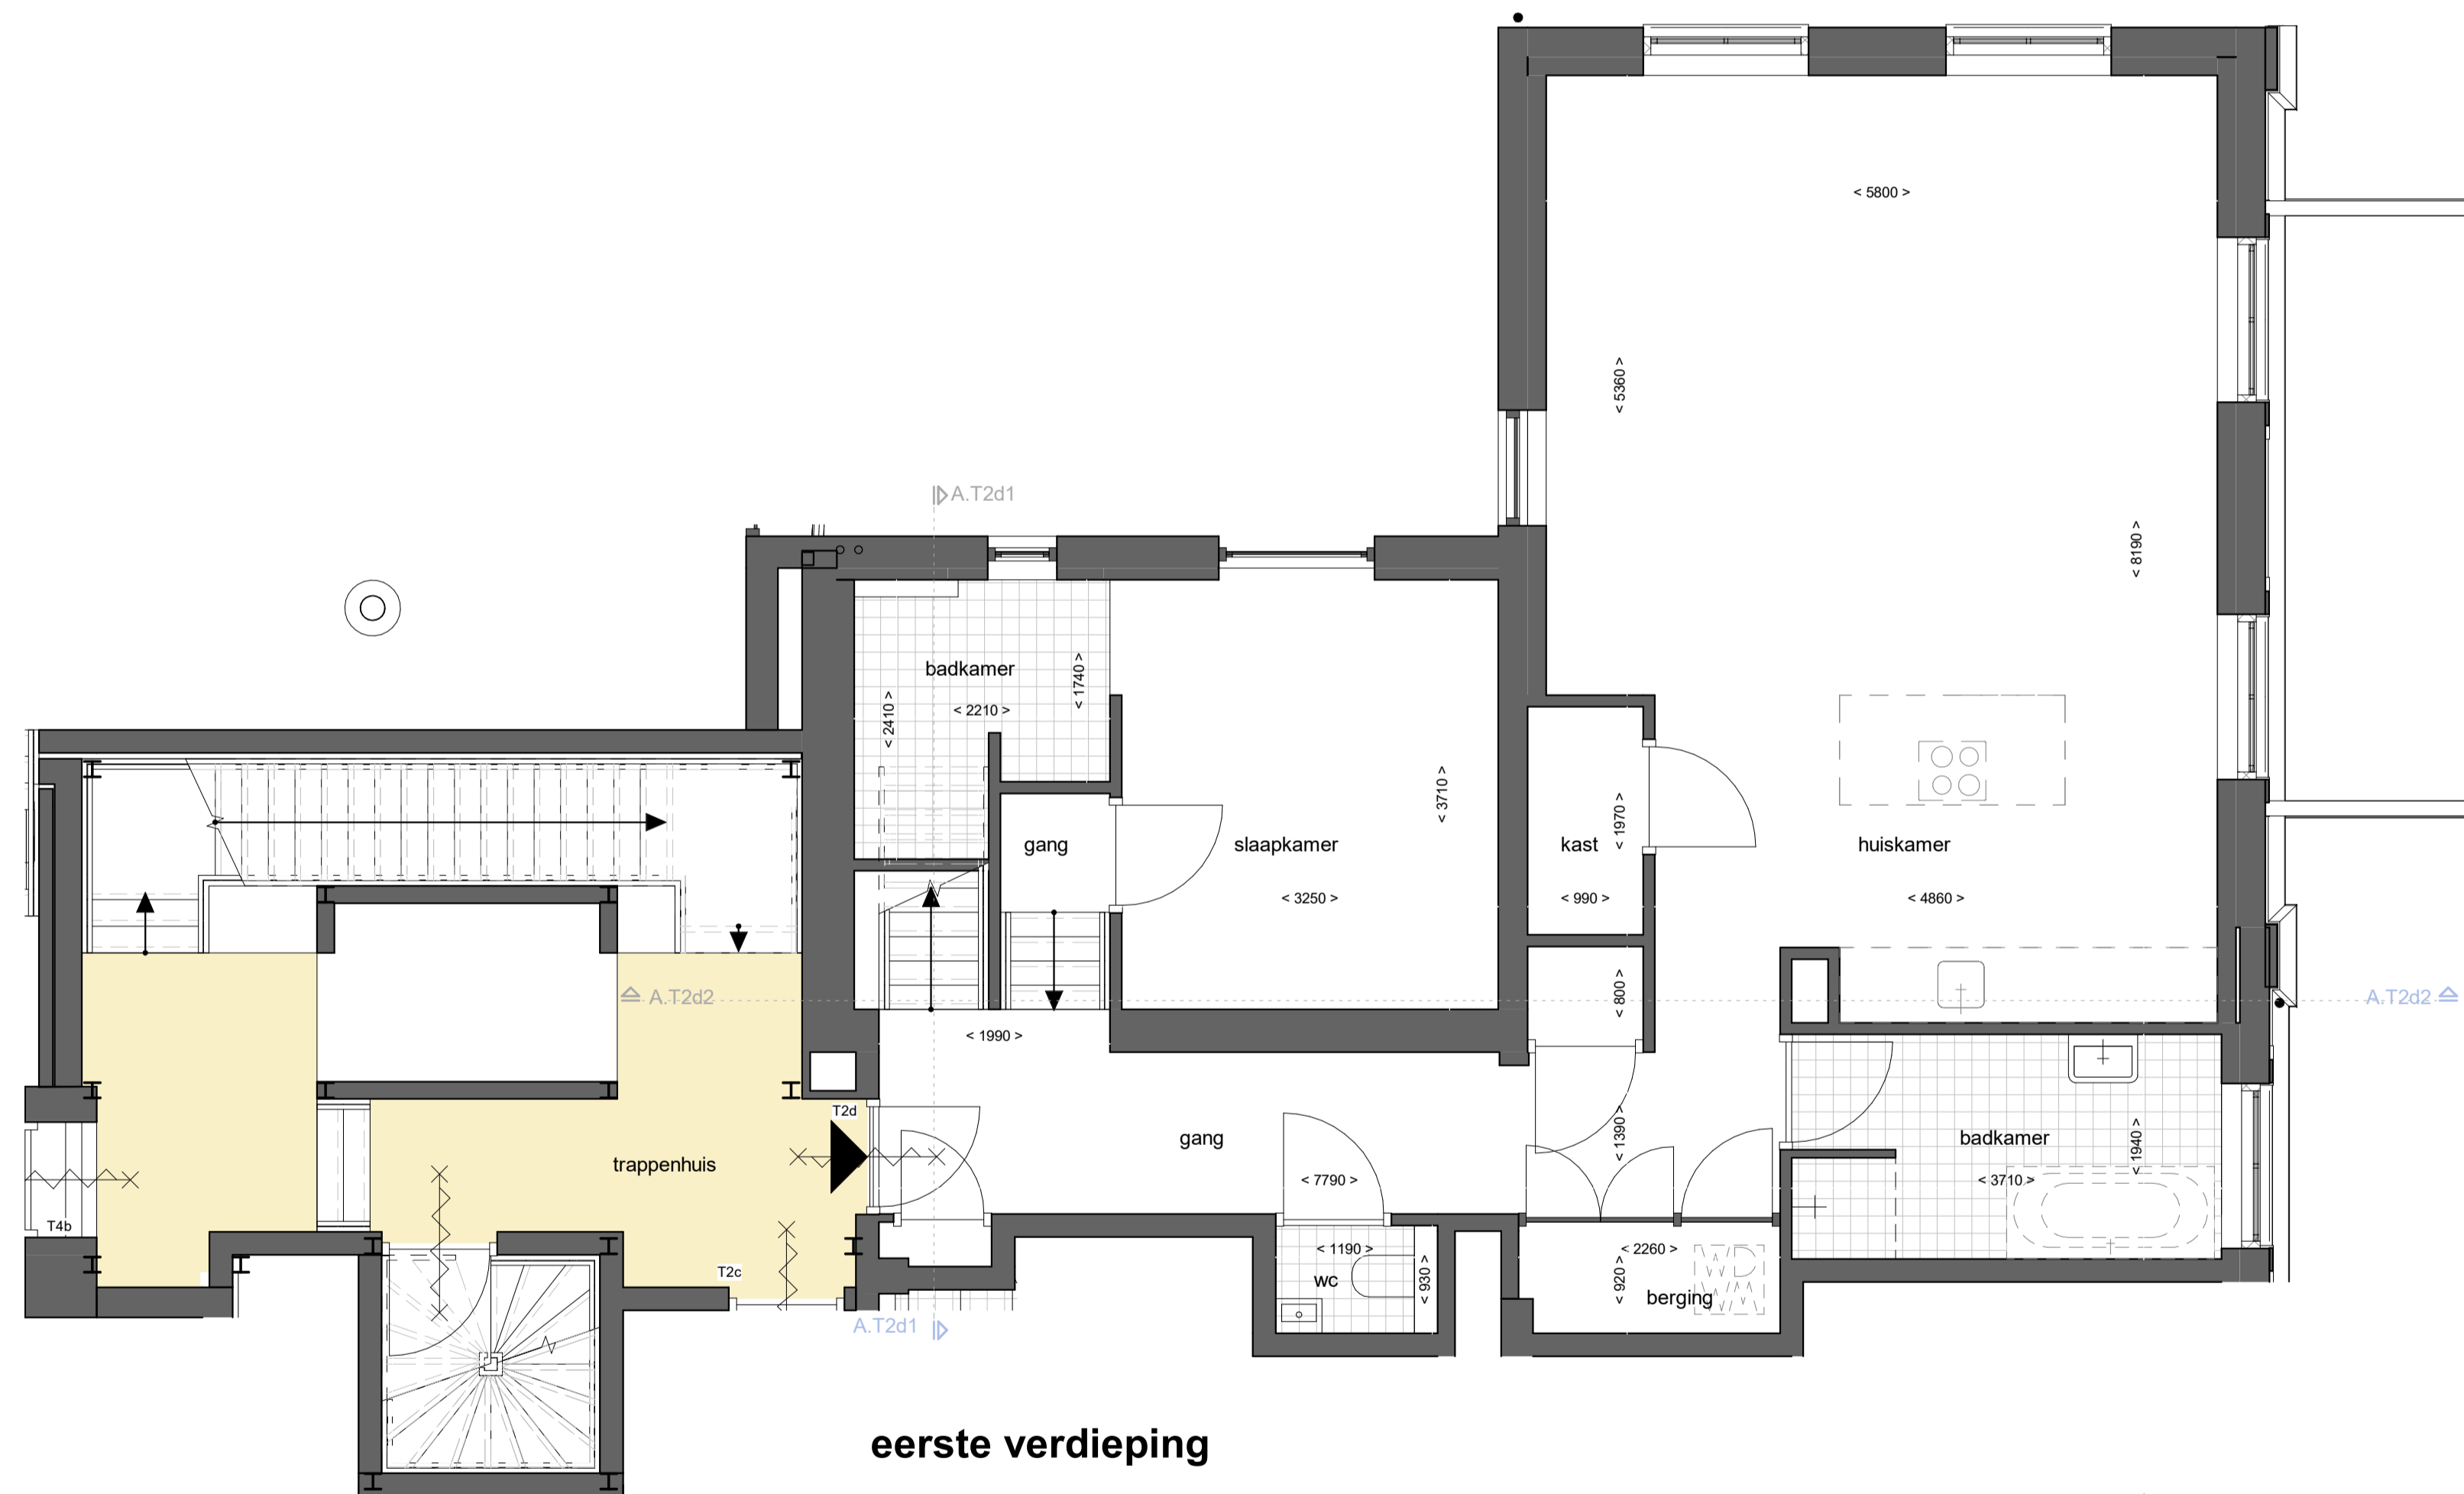 < 5800 >
< 5360 >
A.T2d1
< 8190 >
badkamer
< 1740 >
< 2410 >
< 2210 >
< 3710 >
< 1970 >
gang
slaapkamer
kast
huiskamer
< 3250 >
< 990 >
< 4860 >
A.T2d2
< 800 >
A.T2d2
< 1990 >
T2d
gang
< 1390 >
badkamer
< 1940 >
trappenhuis
< 7790 >
< 3710 >
T4b
< 1190 >
< 2260 >
T2c
wc
< 930 >
< 920 >
WD
WM
berging
A.T2d1
eerste verdieping